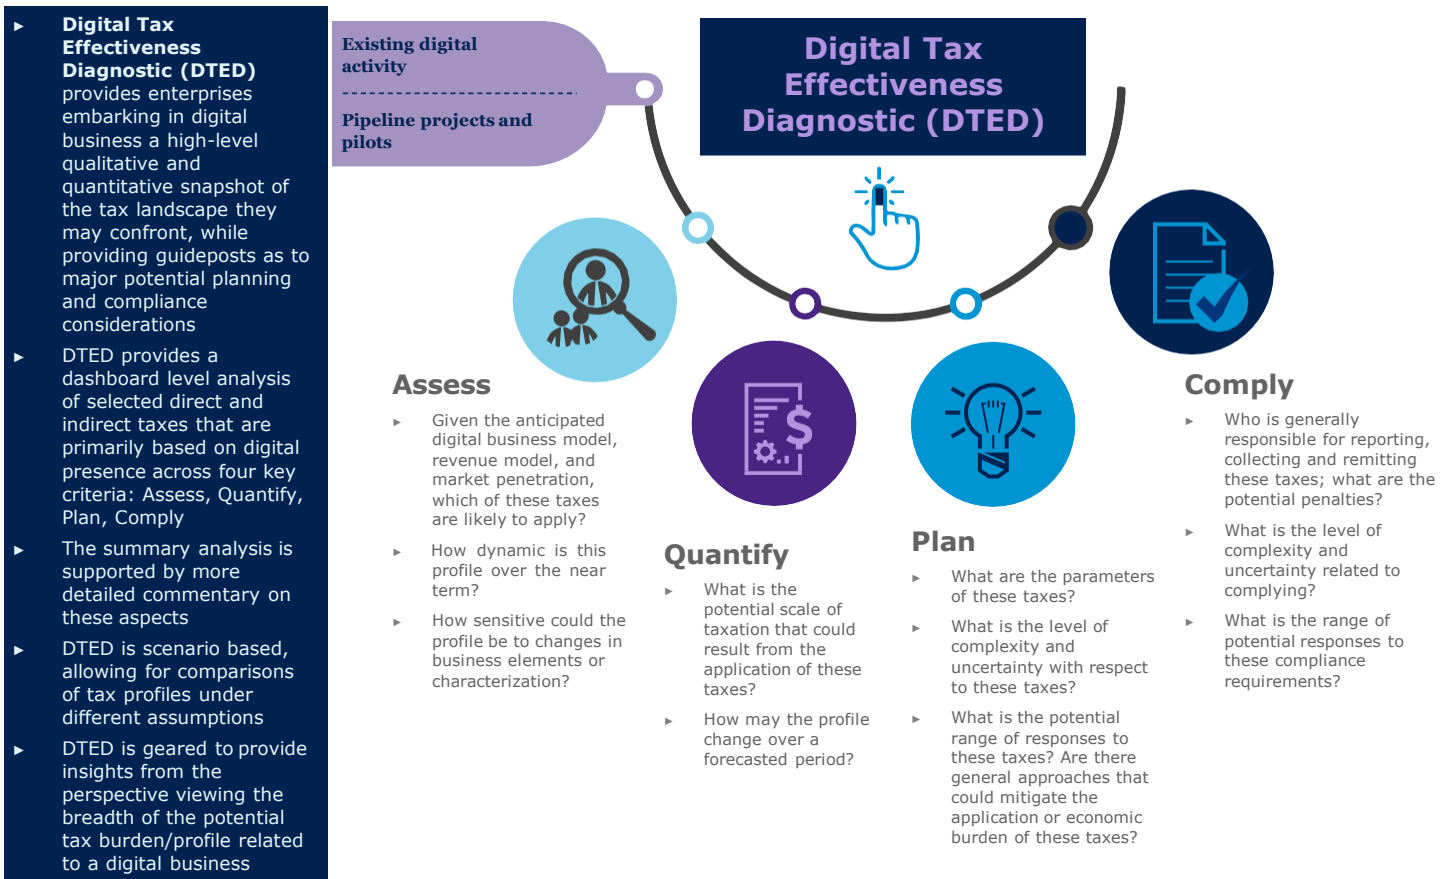 ► Digital Tax
Effectiveness
Diagnostic (DTED)
provides enterprises
embarking in digital
business a high-level
qualitative and
quantitative snapshot of
the tax landscape they
may confront, while
providing guideposts as to
major potential planning
and compliance
considerations
► DTED provides a
dashboard level analysis
of selected direct and
indirect taxes that are
primarily based on digital
presence across four key
criteria: Assess, Quantify,
Plan, Comply
► The summary analysis is
supported by more
detailed commentary on
these aspects
► DTED is scenario based,
allowing for comparisons
of tax profiles under
different assumptions
► DTED is geared to provide
insights from the
perspective viewing the
breadth of the potential
tax burden/profile related
to a digital business
Existing digital
activity
Pipeline projects and
pilots
Digital Tax
Effectiveness
Diagnostic (DTED)
Assess
► Given the anticipated
digital business model,
revenue model, and
market penetration,
which of these taxes
are likely to apply?
► How dynamic is this
profile over the near
term?
► How sensitive could the
profile be to changes in
business elements or
characterization?
$
Quantify
► What is the
potential scale of
taxation that could
result from the
application of these
taxes?
► How may the profile
change over a
forecasted period?
Plan
► What are the parameters
of these taxes?
► What is the level of
complexity and
uncertainty with respect
to these taxes?
► What is the potential
range of responses to
these taxes? Are there
general approaches that
could mitigate the
application or economic
burden of these taxes?
Comply
► Who is generally
responsible for reporting,
collecting and remitting
these taxes; what are the
potential penalties?
► What is the level of
complexity and
uncertainty related to
complying?
► What is the range of
potential responses to
these compliance
requirements?